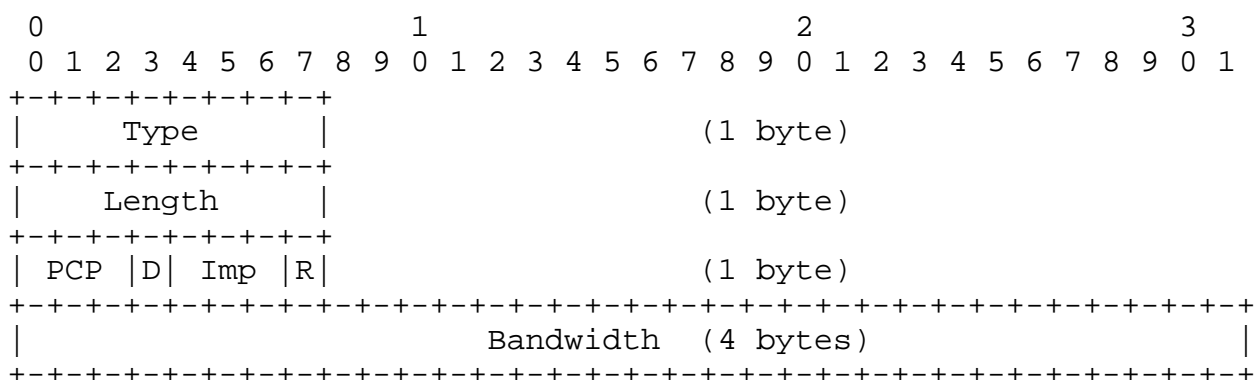 0                   1                   2                   3
 0 1 2 3 4 5 6 7 8 9 0 1 2 3 4 5 6 7 8 9 0 1 2 3 4 5 6 7 8 9 0 1
+-+-+-+-+-+-+-+-+
|     Type      |                   (1 byte)
+-+-+-+-+-+-+-+-+
|    Length     |                   (1 byte)
+-+-+-+-+-+-+-+-+
| PCP |D| Imp |R|                   (1 byte)
+-+-+-+-+-+-+-+-+-+-+-+-+-+-+-+-+-+-+-+-+-+-+-+-+-+-+-+-+-+-+-+-+
|                        Bandwidth  (4 bytes)                   |
+-+-+-+-+-+-+-+-+-+-+-+-+-+-+-+-+-+-+-+-+-+-+-+-+-+-+-+-+-+-+-+-+